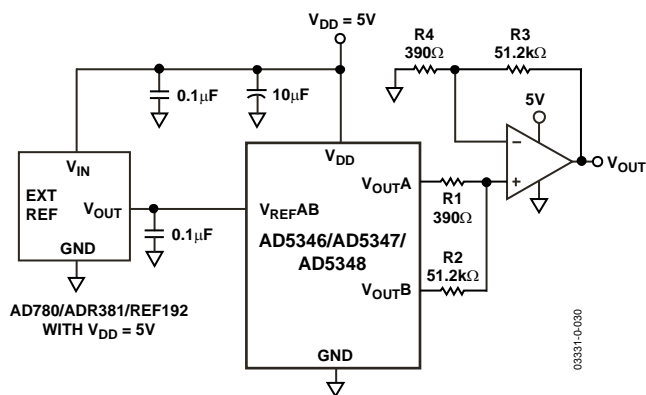 V_DD = 5V
R4
390Ω
R3
51.2kΩ
0.1μF
10μF
5V
V_IN
EXT
REF
V_OUT
GND
0.1μF
V_DD
V_REF AB
V_OUT A
AD5346/AD5347/
AD5348
V_OUT B
GND
R1
390Ω
R2
51.2kΩ
−
+
V_OUT
AD780/ADR381/REF192
WITH V_DD = 5V
03331-0-030